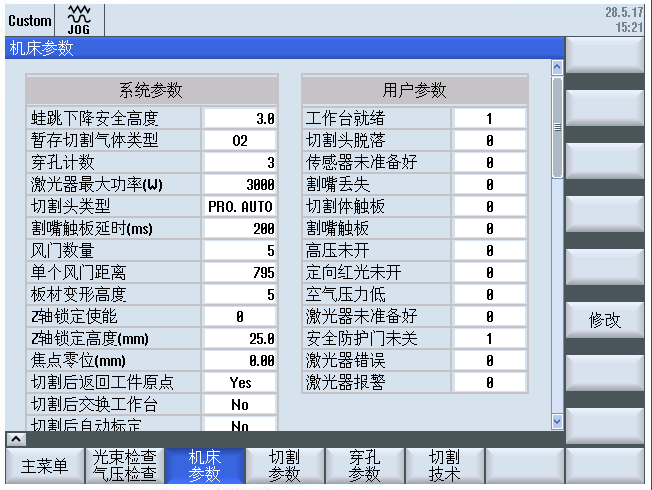 Custom
JOG
28.5.17
15:21
机床参数
系统参数
蛙跳下降安全高度 3.0
暂存切割气体类型 O2
穿孔计数 3
激光器最大功率(W) 3000
切割头类型 PRO. AUTO
割嘴触板延时(ms) 200
风门数量 5
单个风门距离 795
板材变形高度 5
Z轴锁定使能 0
Z轴锁定高度(mm) 25.0
焦点零位(mm) 0.00
切割后返回工件原点 Yes
切割后交换工作台 No
切割后自动标定 No
用户参数
工作台就绪 1
切割头脱落 0
传感器未准备好 0
割嘴丢失 0
切割体触板 0
割嘴触板 0
高压未开 0
定向红光未开 0
空气压力低 0
激光器未准备好 0
安全防护门未关 1
激光器错误 0
激光器报警 0
修改
主菜单
光束检查
气压检查
机床
参数
切割
参数
穿孔
参数
切割
技术